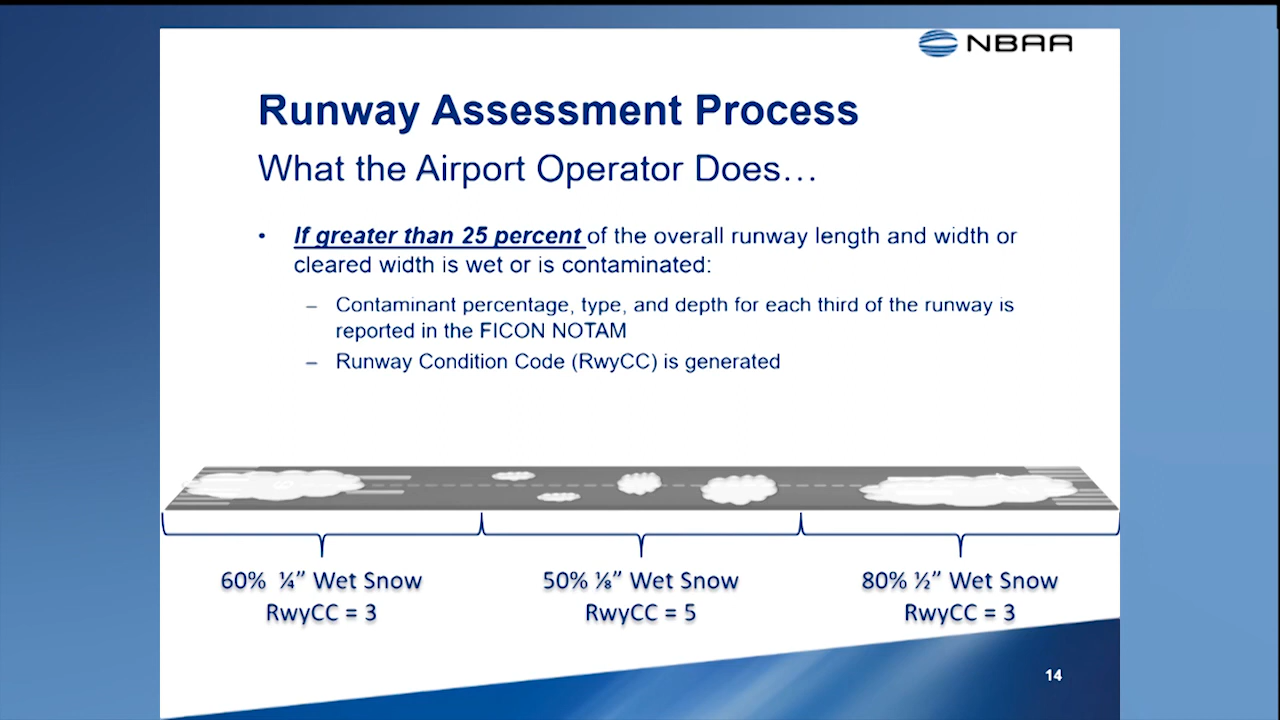 NBAA
Runway Assessment Process
What the Airport Operator Does…
• If greater than 25 percent of the overall runway length and width or
cleared width is wet or is contaminated:
– Contaminant percentage, type, and depth for each third of the runway is
reported in the FICON NOTAM
– Runway Condition Code (RwyCC) is generated
60% ¼” Wet Snow
RwyCC = 3
50% ⅛” Wet Snow
RwyCC = 5
80% ½” Wet Snow
RwyCC = 3
14